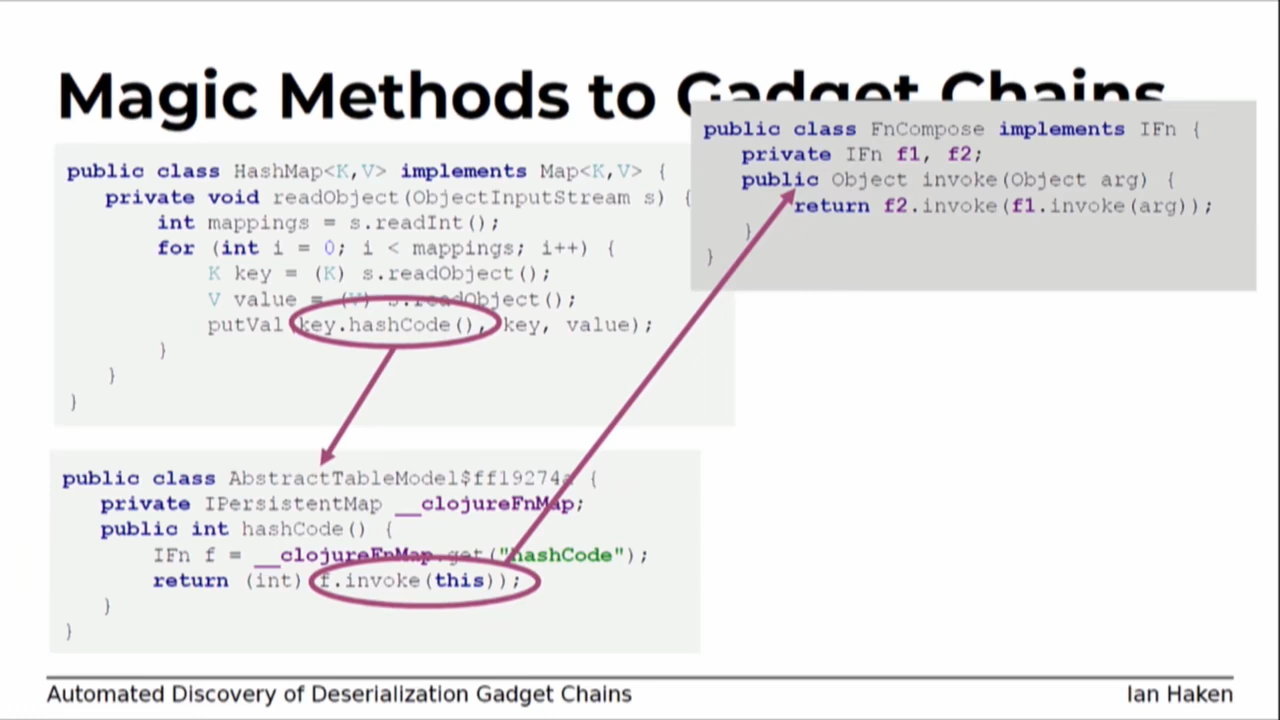 Magic Methods to Gadget Chains
public class HashMap<K,V> implements Map<K,V> {
private void readObject(ObjectInputStream s) {
int mappings = s.readInt();
for (int i = 0; i < mappings; i++) {
K key = (K) s.readObject();
V value = (V) s.readObject();
putVal(key.hashCode(), key, value);
}
}
}
public class AbstractTableModel$ff19274a {
private IPersistentMap __clojureFnMap;
public int hashCode() {
IFn f = __clojureFnMap.get("hashCode");
return (int) f.invoke(this));
}
}
public class FnCompose implements IFn {
private IFn f1, f2;
public Object invoke(Object arg) {
return f2.invoke(f1.invoke(arg));
}
}
Automated Discovery of Deserialization Gadget Chains
Ian Haken